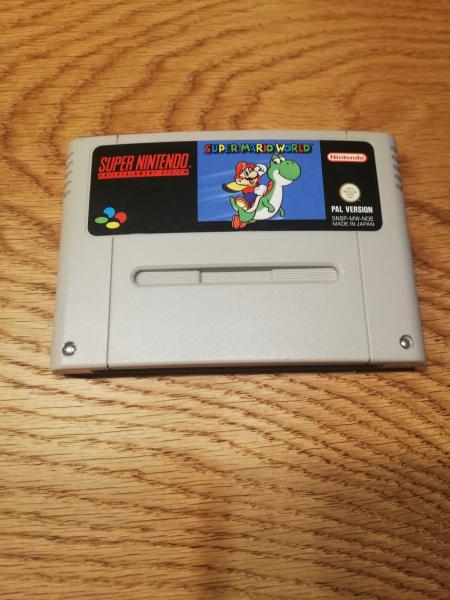 SUPER NINTENDO
ENTERTAINMENT SYSTEM
SUPER MARIO WORLD
Nintendo
PAL VERSION
SNSP-MW-NOE
MADE IN JAPAN